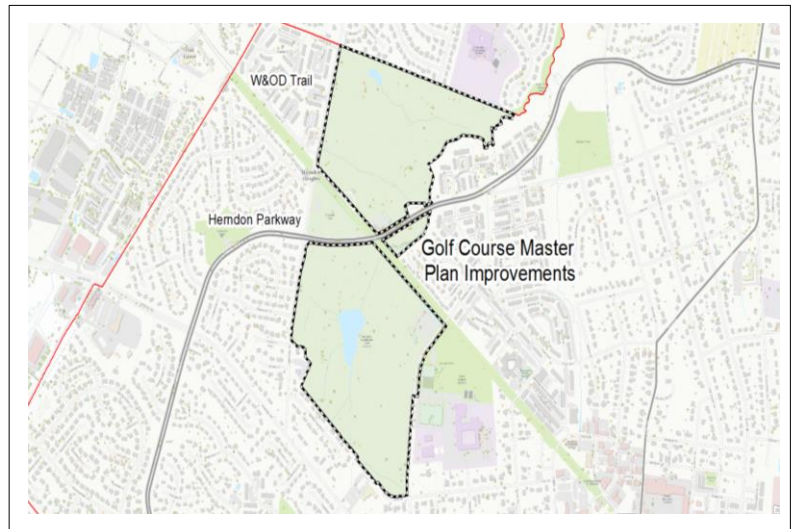 W&OD Trail
Herndon Parkway
Golf Course Master
Plan Improvements